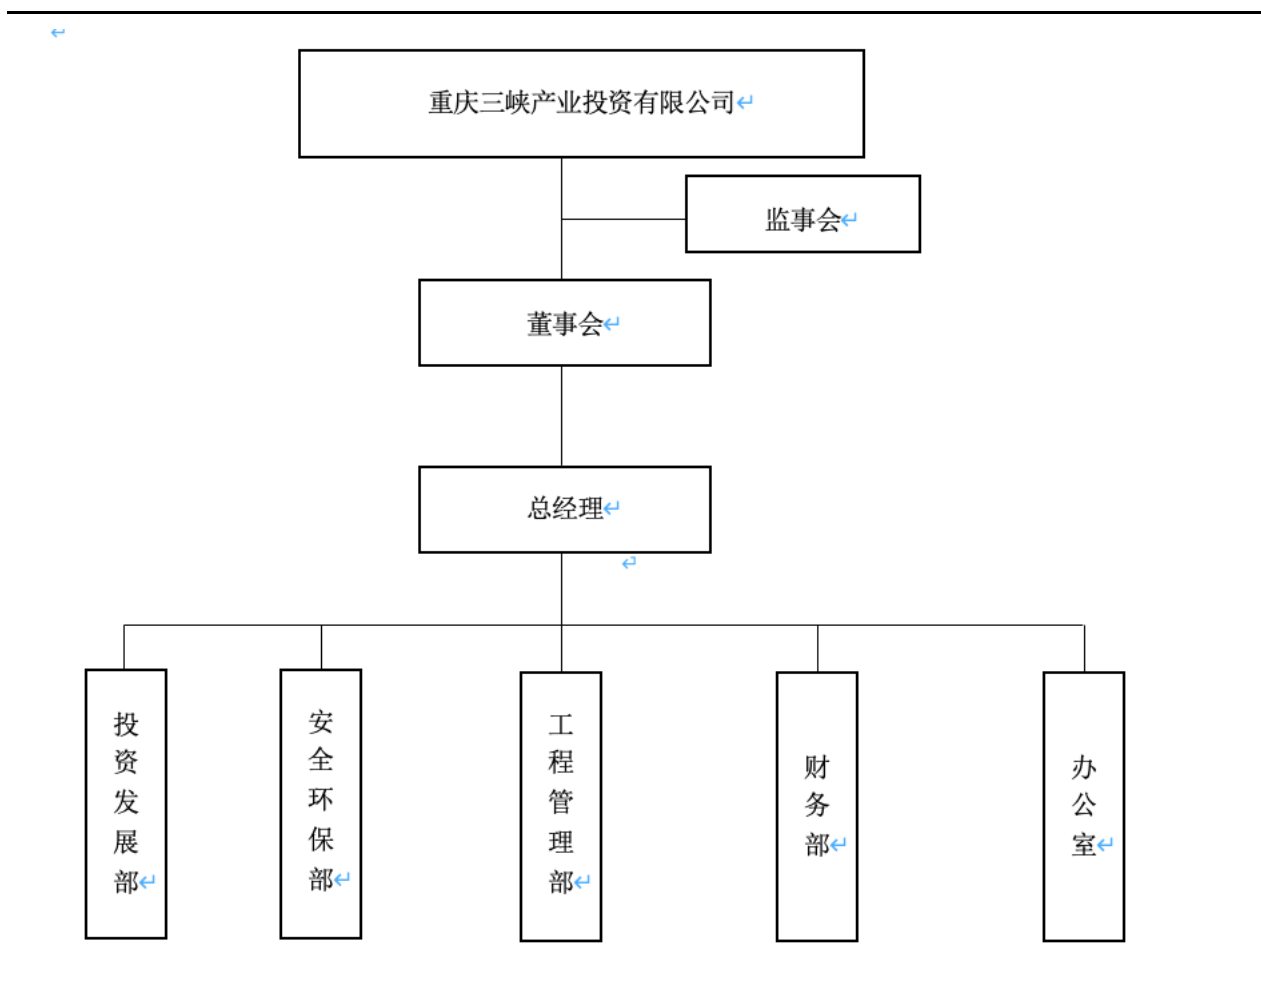 重庆三峡产业投资有限公司
监事会
董事会
总经理
投资发展部
安全环保部
工程管理部
财务部
办公室